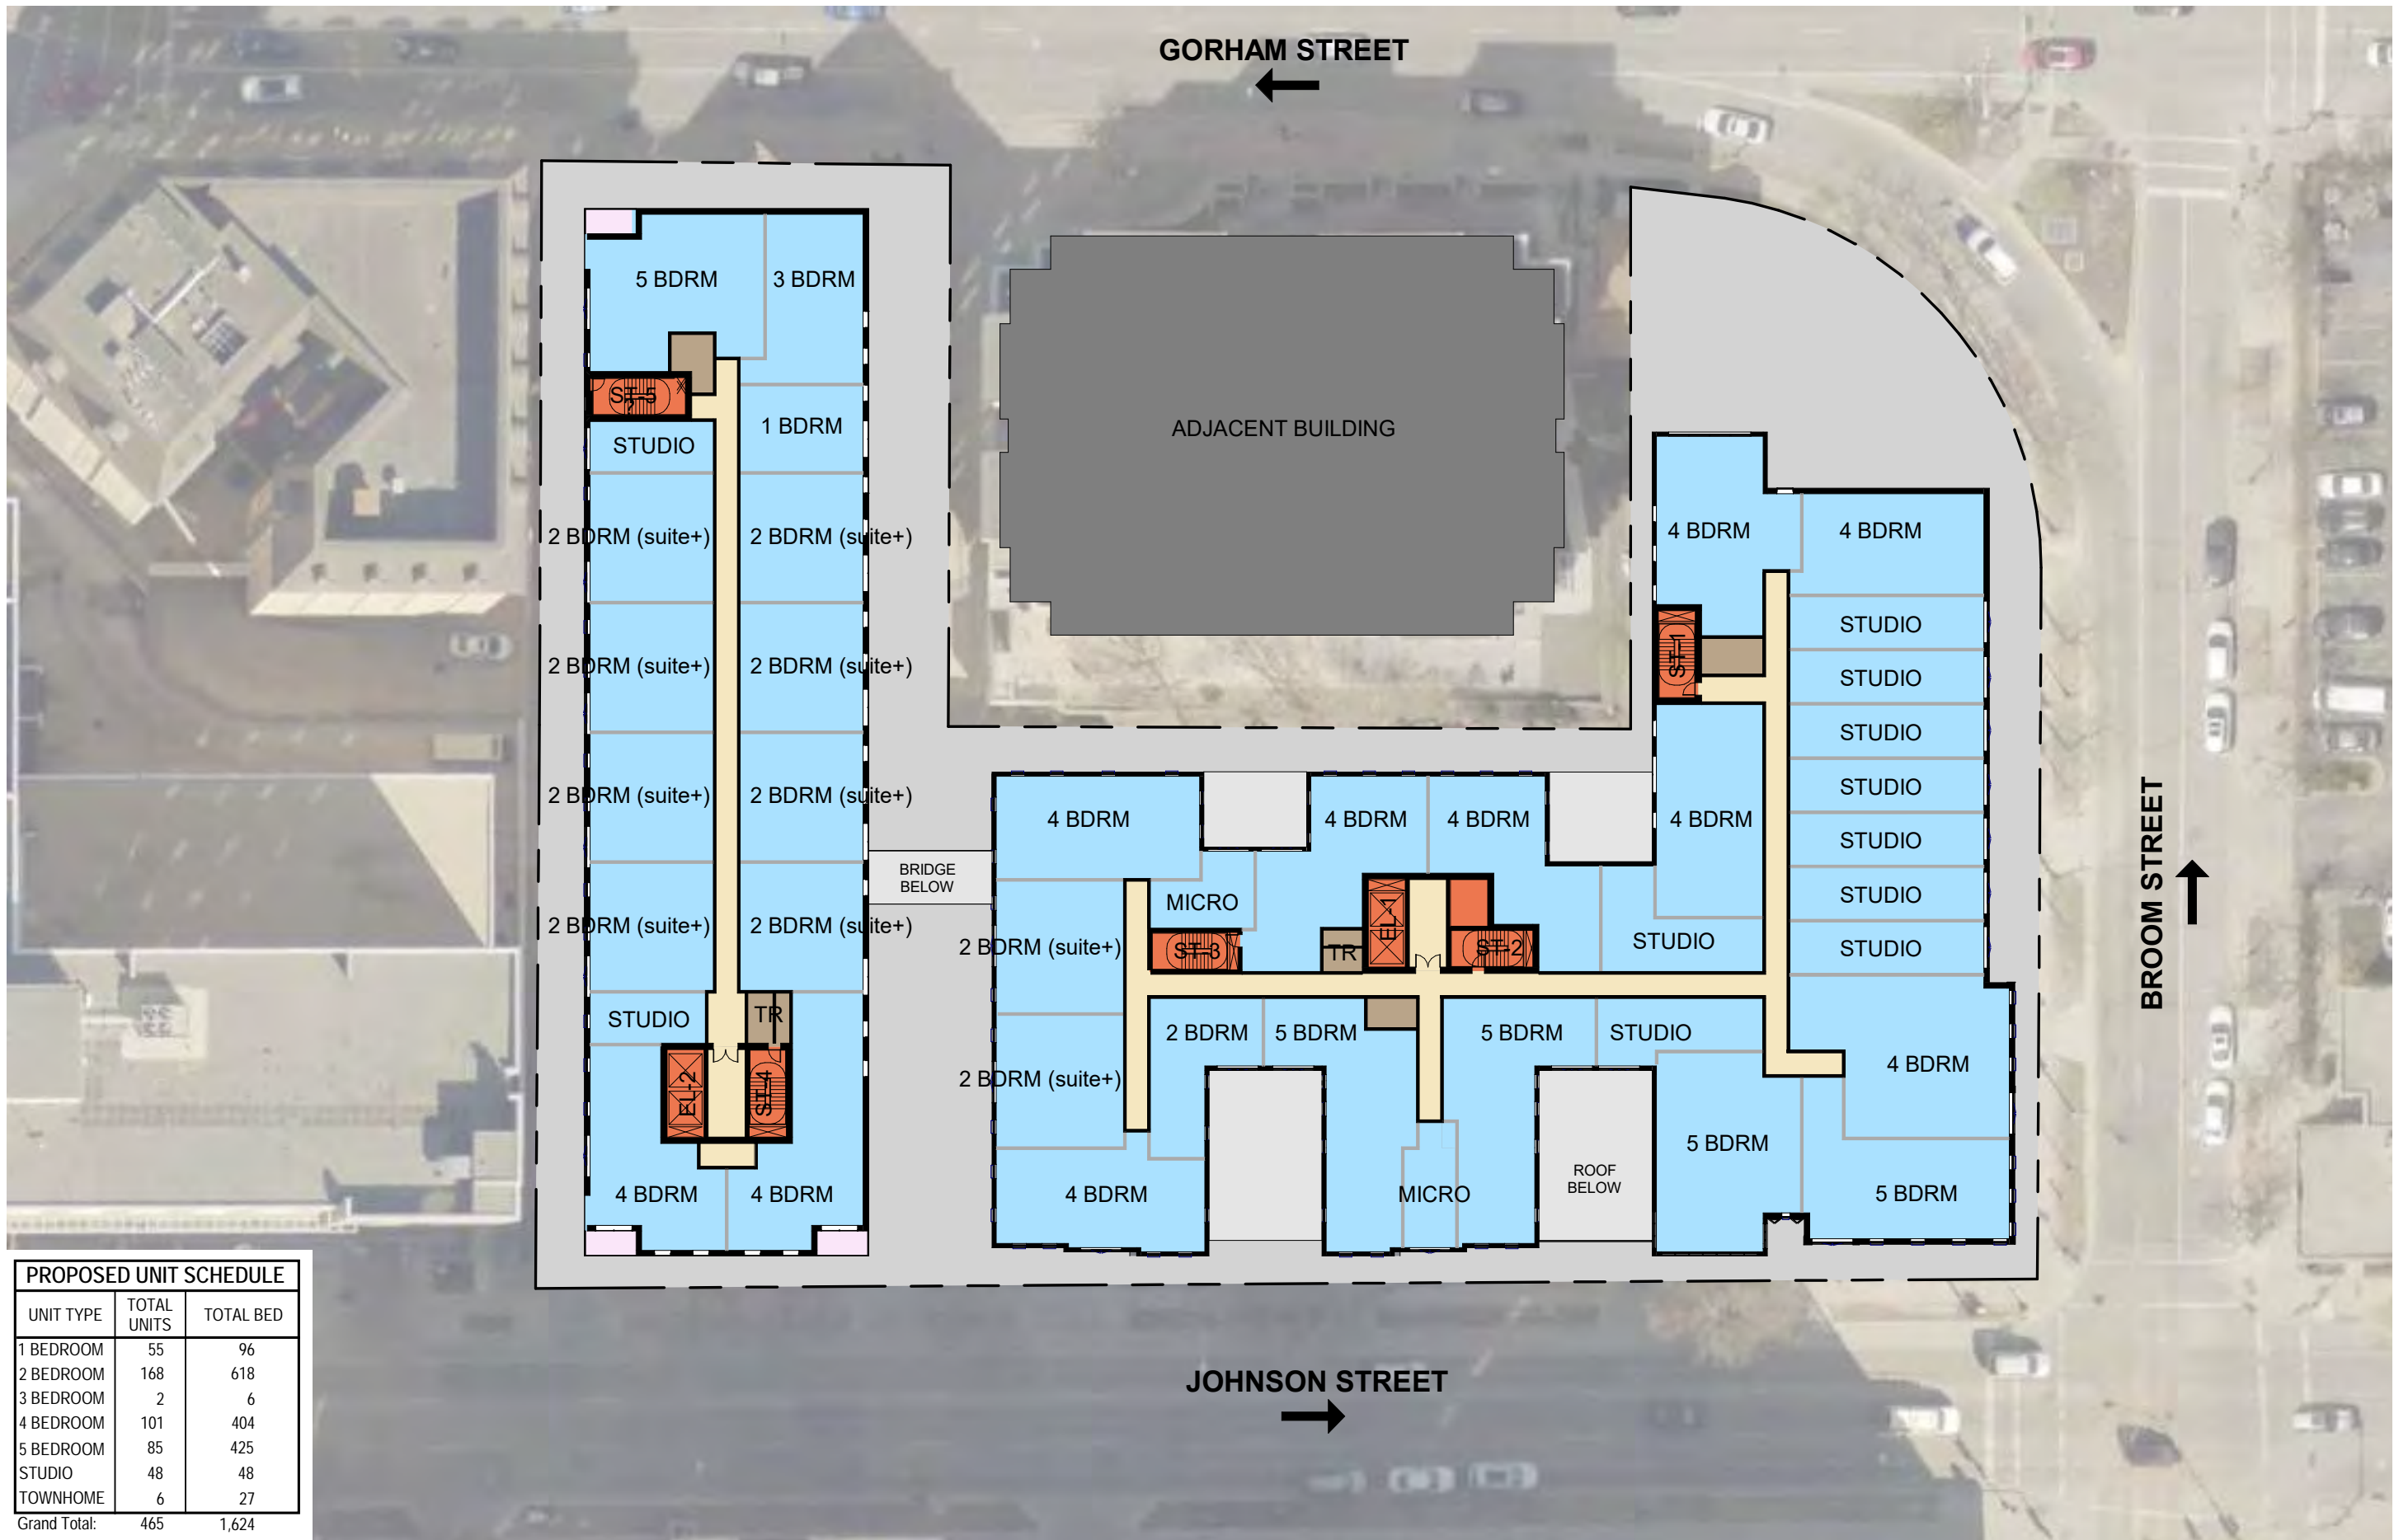 GORHAM STREET
5 BDRM
3 BDRM
ST-5
1 BDRM
STUDIO
2 BDRM (suite+)
2 BDRM (suite+)
2 BDRM (suite+)
2 BDRM (suite+)
2 BDRM (suite+)
2 BDRM (suite+)
2 BDRM (suite+)
2 BDRM (suite+)
STUDIO
TR
EL-2
ST-4
4 BDRM
4 BDRM
BRIDGE
BELOW
ADJACENT BUILDING
4 BDRM
4 BDRM
ST-1
STUDIO
STUDIO
STUDIO
STUDIO
STUDIO
STUDIO
STUDIO
4 BDRM
4 BDRM
4 BDRM
4 BDRM
MICRO
EL-1
2 BDRM (suite+)
ST-3
TR
ST-2
STUDIO
2 BDRM
5 BDRM
5 BDRM
STUDIO
4 BDRM
2 BDRM (suite+)
5 BDRM
4 BDRM
MICRO
ROOF
BELOW
5 BDRM
BROOM STREET
JOHNSON STREET
PROPOSED UNIT SCHEDULE
UNIT TYPE TOTAL UNITS TOTAL BED
1 BEDROOM 55 96
2 BEDROOM 168 618
3 BEDROOM 2 6
4 BEDROOM 101 404
5 BEDROOM 85 425
STUDIO 48 48
TOWNHOME 6 27
Grand Total: 465 1,624